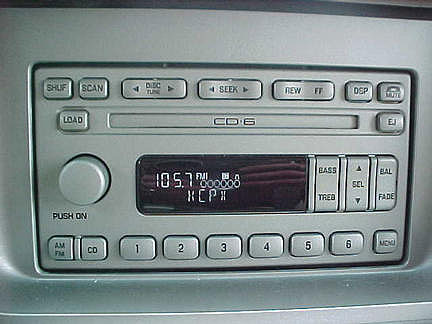 SHUF SCAN DISC TUNE SEEK REW FF DSP MUTE
LOAD CD·6 EJ
105.7 FM1
BASS SEL BAL
TREB FADE
PUSH ON
AM FM CD 1 2 3 4 5 6 MENU